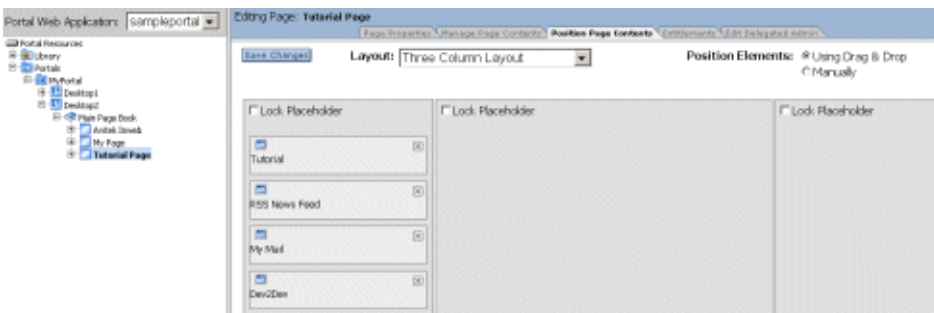 Portal Web Application: sampleportal
Portal Resources
Library
Portals
MyPortal
Desktop1
Desktop2
Main Page Book
Avitek Inweb
My Page
Tutorial Page
Editing Page: Tutorial Page
Page Properties Manage Page Contents Position Page Contents Entitlements Edit Delegated Admin
Save Changes Layout: Three Column Layout Position Elements: Using Drag & Drop
Manually
Lock Placeholder Lock Placeholder Lock Placeholder
Tutorial
RSS News Feed
My Mail
Dev2Dev